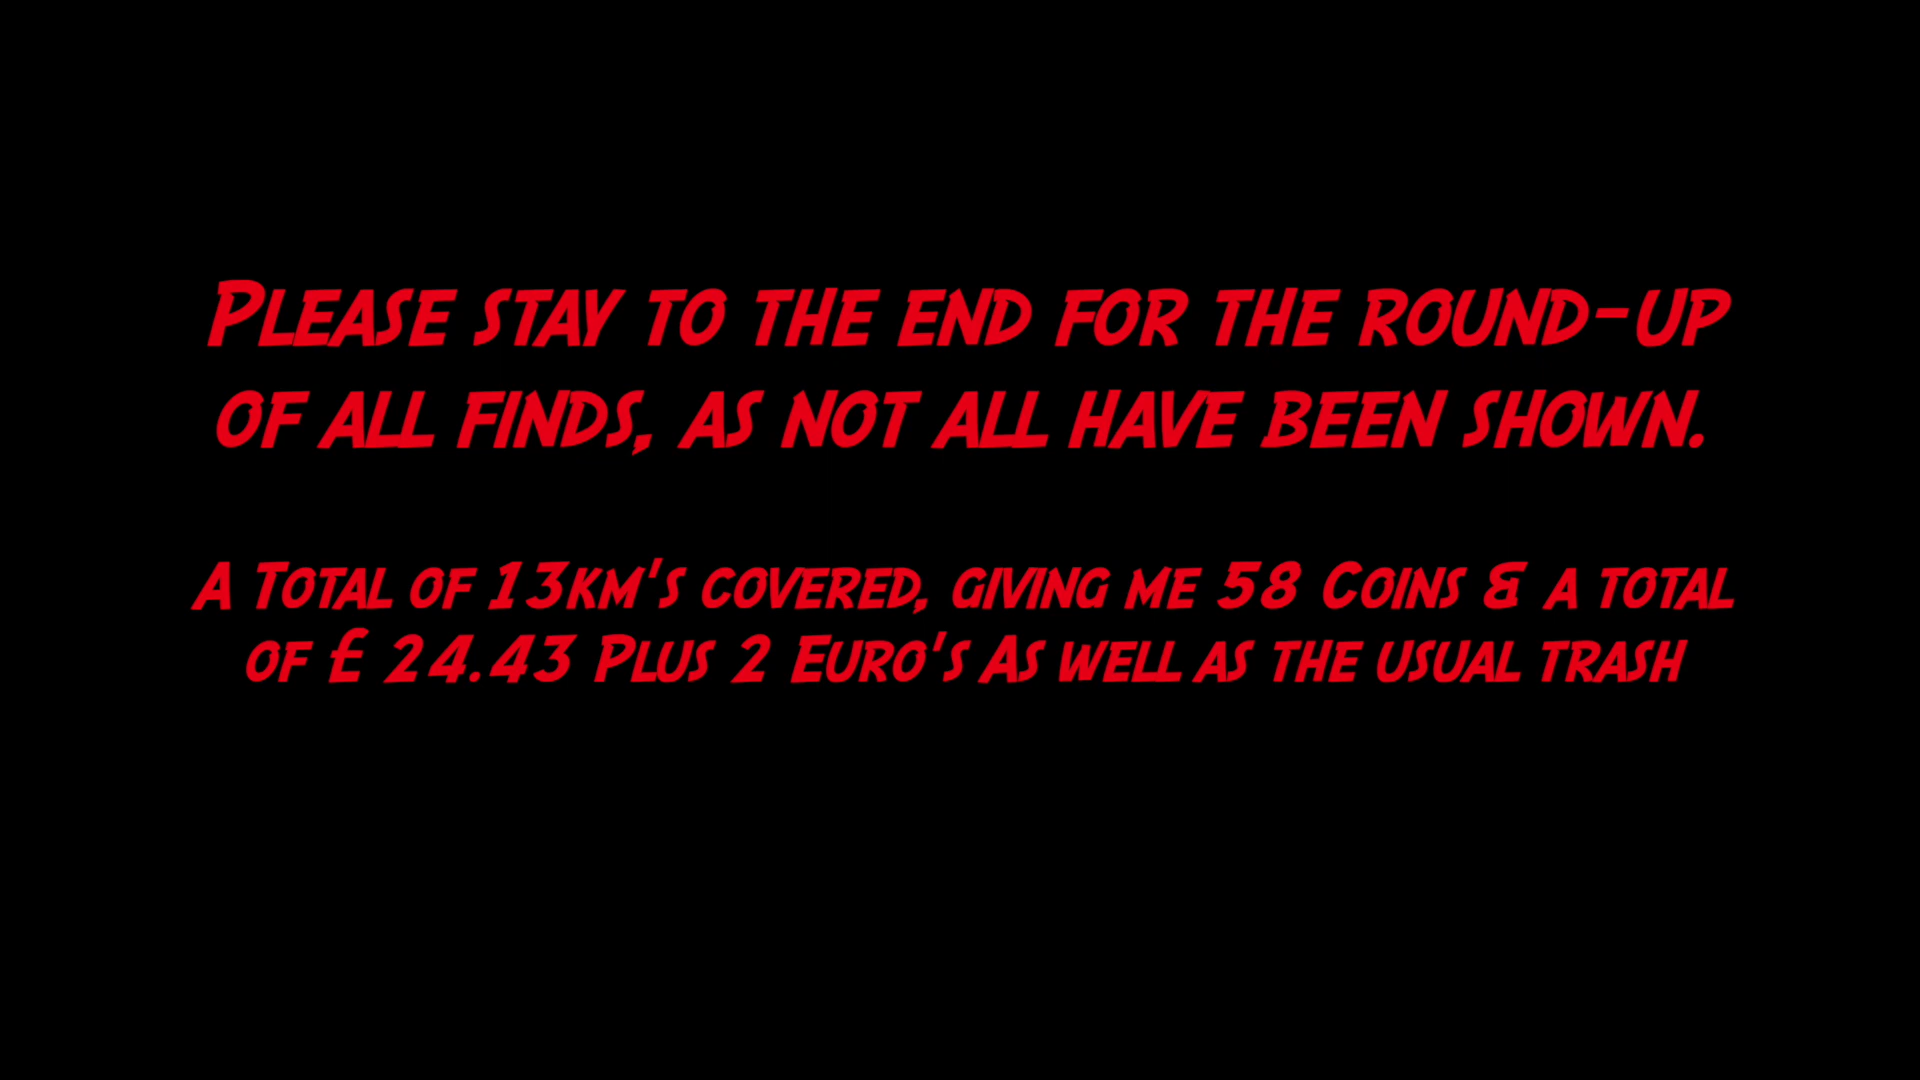 Please stay to the end for the round-up
of all finds, as not all have been shown.
A Total of 13km's covered, giving me 58 Coins & a total
of £ 24.43 Plus 2 Euro's As well as the usual trash